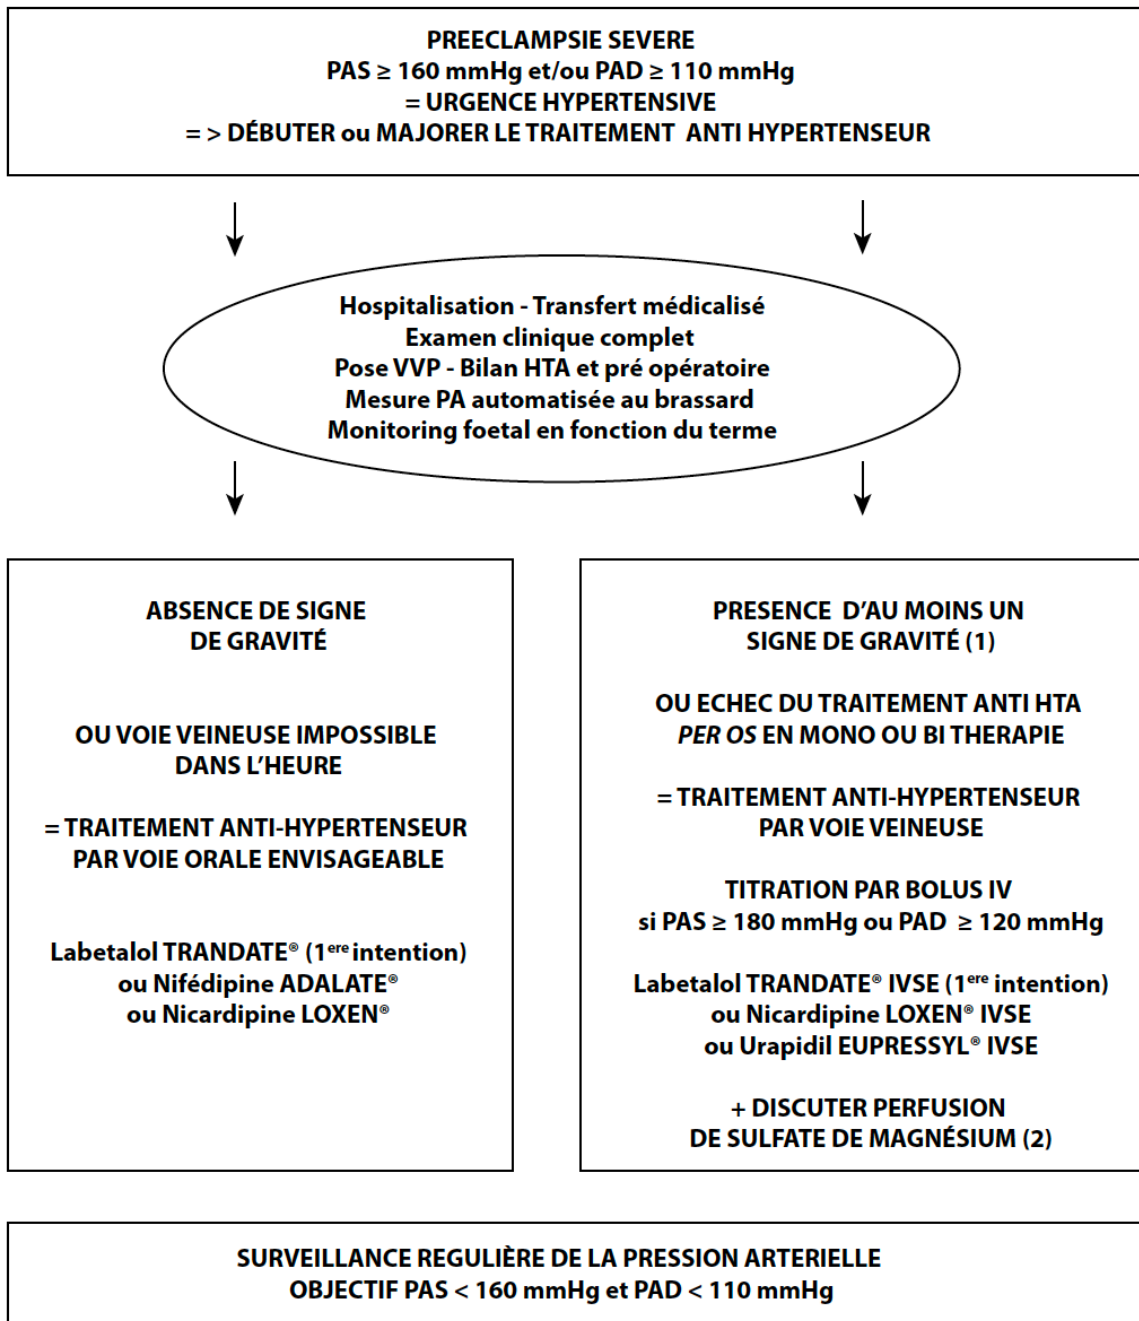 PREECLAMPSIE SEVERE
PAS ≥ 160 mmHg et/ou PAD ≥ 110 mmHg
= URGENCE HYPERTENSIVE
= > DÉBUTER ou MAJORER LE TRAITEMENT ANTI HYPERTENSEUR
Hospitalisation - Transfert médicalisé
Examen clinique complet
Pose VVP - Bilan HTA et pré opératoire
Mesure PA automatisée au brassard
Monitoring foetal en fonction du terme
ABSENCE DE SIGNE
DE GRAVITÉ
OU VOIE VEINEUSE IMPOSSIBLE
DANS L'HEURE
= TRAITEMENT ANTI-HYPERTENSEUR
PAR VOIE ORALE ENVISAGEABLE
Labetalol TRANDATE® (1ere intention)
ou Nifédipine ADALATE®
ou Nicardipine LOXEN®
PRESENCE D'AU MOINS UN
SIGNE DE GRAVITÉ (1)
OU ECHEC DU TRAITEMENT ANTI HTA
PER OS EN MONO OU BI THERAPIE
= TRAITEMENT ANTI-HYPERTENSEUR
PAR VOIE VEINEUSE
TITRATION PAR BOLUS IV
si PAS ≥ 180 mmHg ou PAD ≥ 120 mmHg
Labetalol TRANDATE® IVSE (1ere intention)
ou Nicardipine LOXEN® IVSE
ou Urapidil EUPRESSYL® IVSE
+ DISCUTER PERFUSION
DE SULFATE DE MAGNÉSIUM (2)
SURVEILLANCE REGULIÈRE DE LA PRESSION ARTERIELLE
OBJECTIF PAS < 160 mmHg et PAD < 110 mmHg